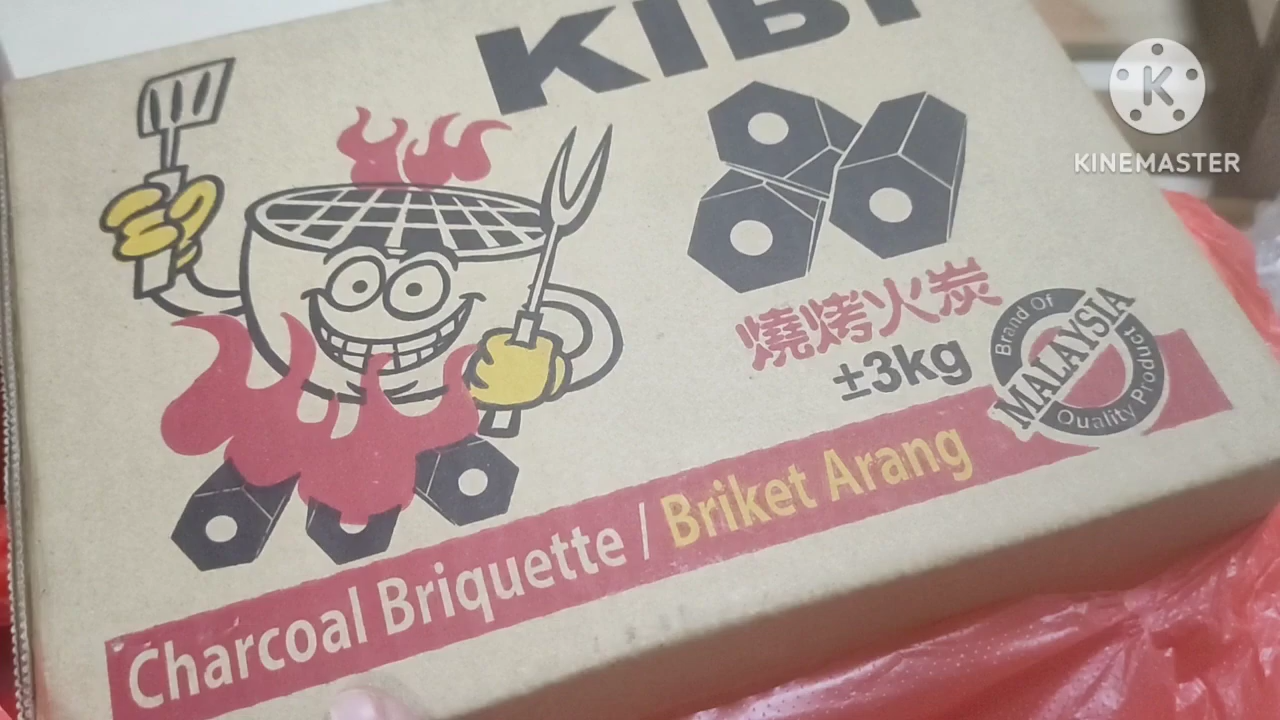 KIBI
K
KINEMASTER
燒烤火炭
±3kg
Brand Of
MALAYSIA
Quality Product
Charcoal Briquette / Briket Arang